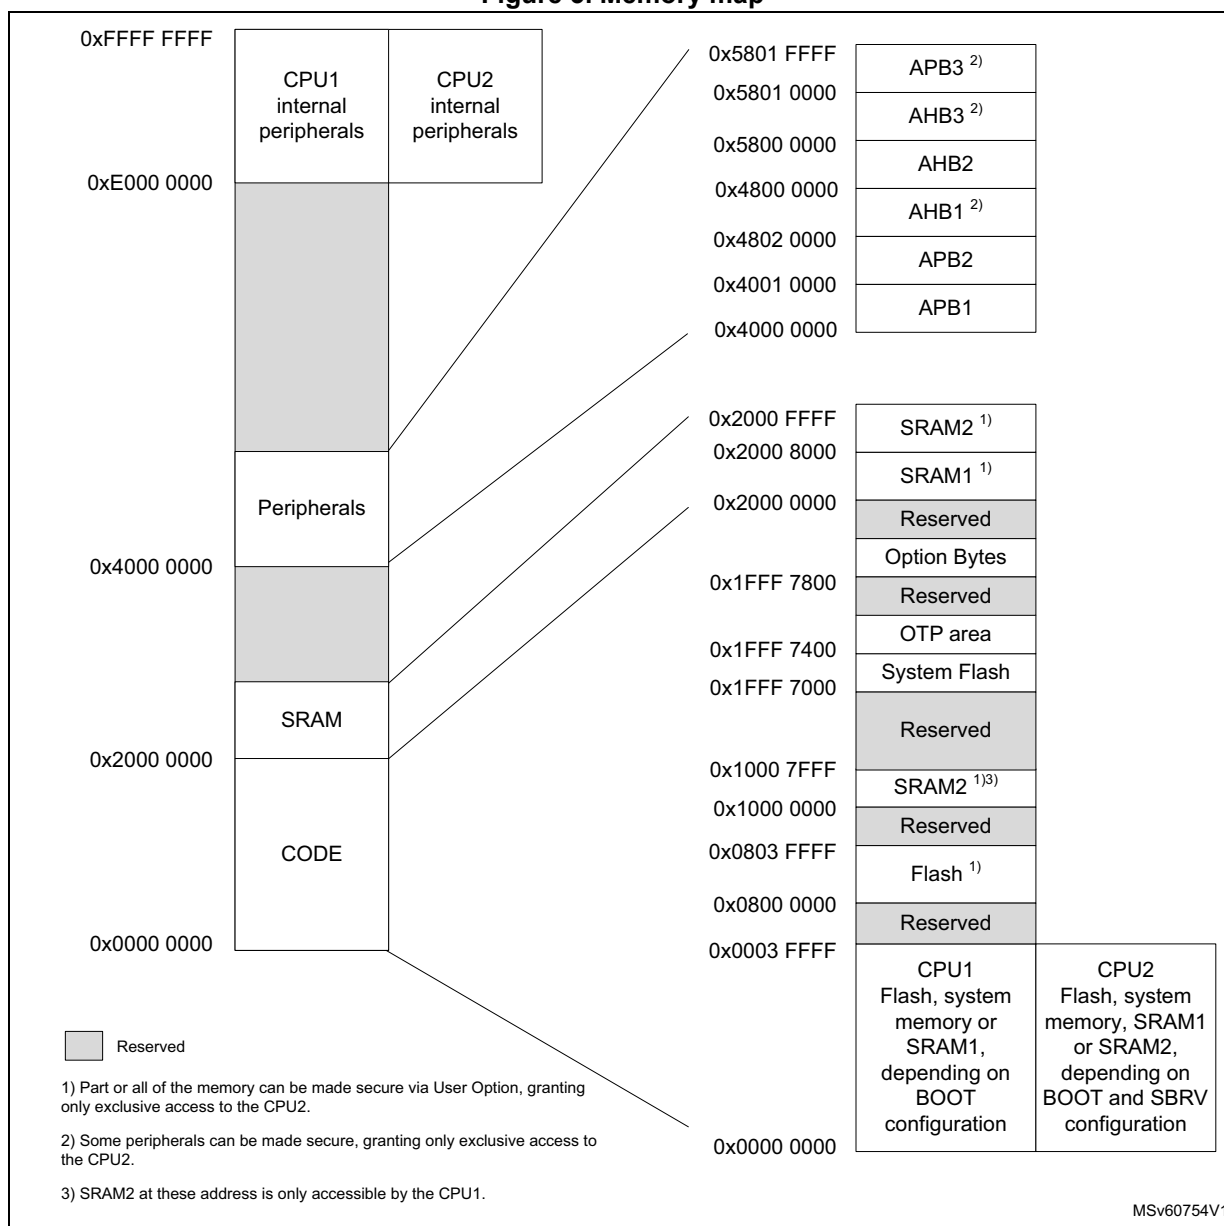 0xFFFF FFFF
CPU1
internal
peripherals
CPU2
internal
peripherals
0xE000 0000
Peripherals
0x4000 0000
SRAM
0x2000 0000
CODE
0x0000 0000
0x5801 FFFF
APB3 2)
0x5801 0000
AHB3 2)
0x5800 0000
AHB2
0x4800 0000
AHB1 2)
0x4802 0000
APB2
0x4001 0000
APB1
0x4000 0000
0x2000 FFFF
SRAM2 1)
0x2000 8000
SRAM1 1)
0x2000 0000
Reserved
Option Bytes
0x1FFF 7800
Reserved
OTP area
0x1FFF 7400
System Flash
0x1FFF 7000
Reserved
0x1000 7FFF
SRAM2 1)3)
0x1000 0000
Reserved
0x0803 FFFF
Flash 1)
0x0800 0000
Reserved
0x0003 FFFF
CPU1
Flash, system
memory or
SRAM1,
depending on
BOOT
configuration
CPU2
Flash, system
memory, SRAM1
or SRAM2,
depending on
BOOT and SBRV
configuration
0x0000 0000
Reserved
1) Part or all of the memory can be made secure via User Option, granting
only exclusive access to the CPU2.
2) Some peripherals can be made secure, granting only exclusive access to
the CPU2.
3) SRAM2 at these address is only accessible by the CPU1.
MSv60754V1